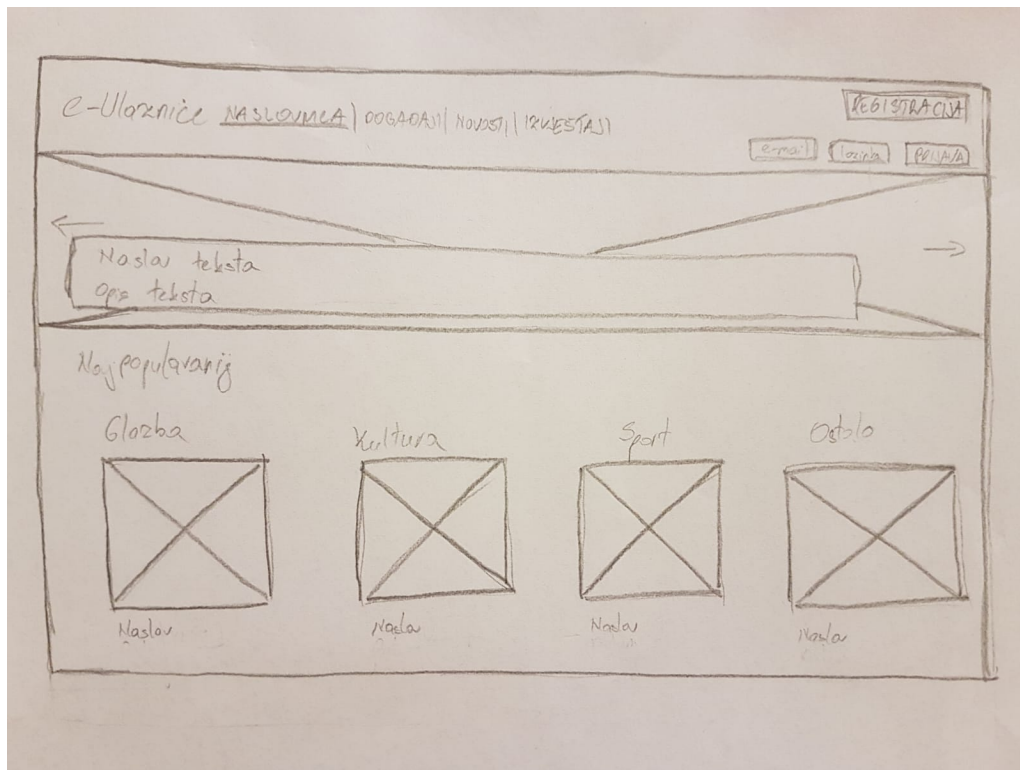 e-Ulaznice NASLOVNICA | DOGAĐAJI | NOVOSTI | IZVJEŠTAJI
REGISTRACIJA
e-mail lozinka PRIJAVA
Naslov teksta
Opis teksta
Najpopularnij
Glazba Kultura Sport Ostalo
Naslov Naslov Naslov Naslov